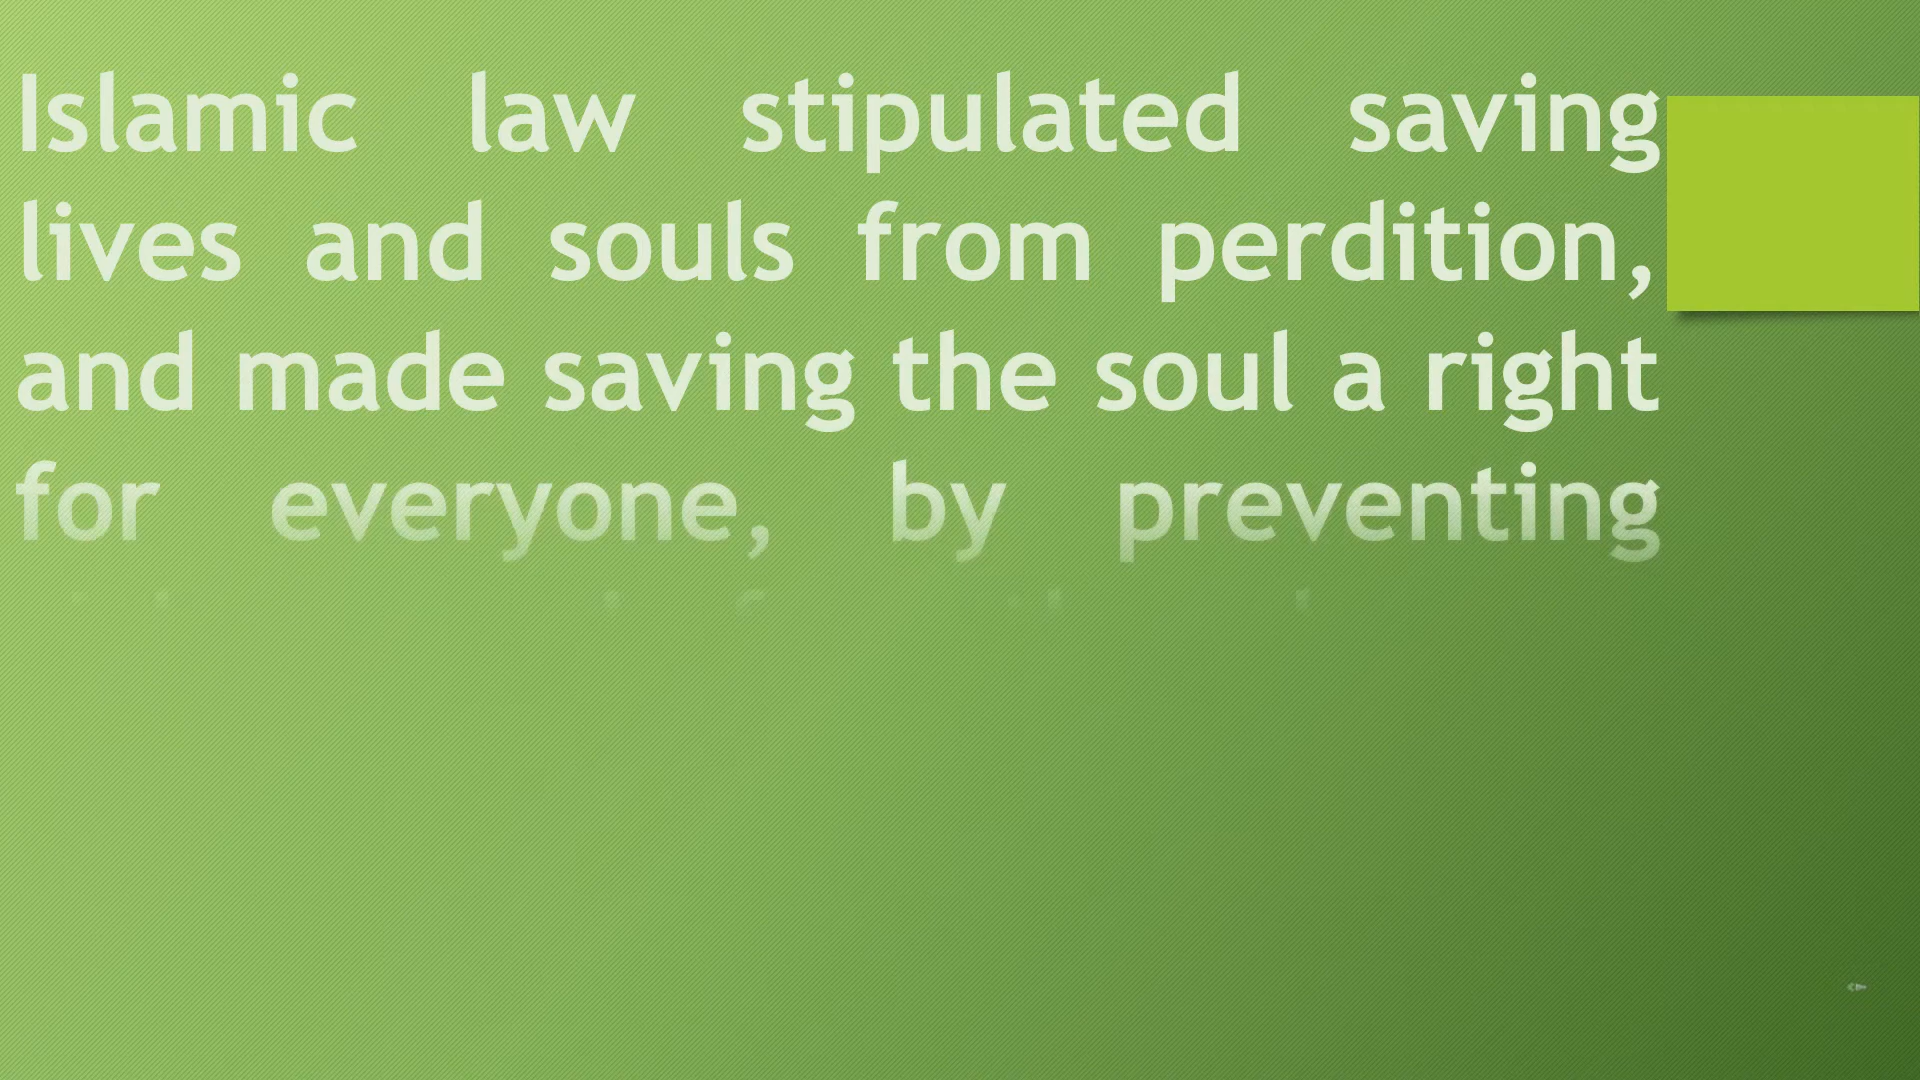 Islamic law stipulated saving
lives and souls from perdition,
and made saving the soul a right
for everyone, by preventing